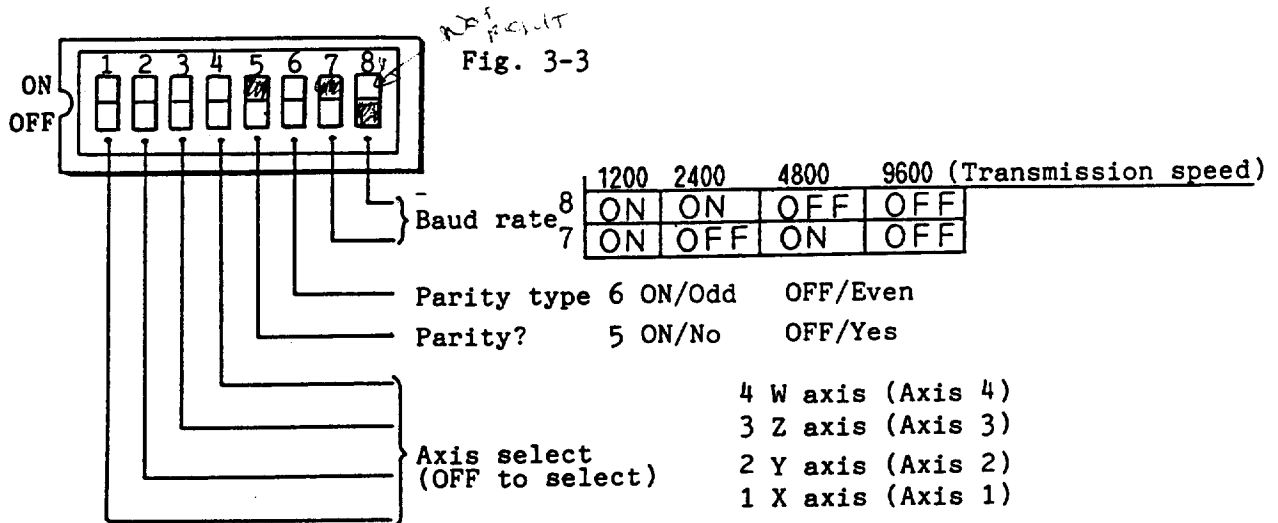 Fig. 3-3
1 2 3 4 5 6 7 8
ON
OFF
1200 2400 4800 9600 (Transmission speed)
Baud rate
8 ON ON OFF OFF
7 ON OFF ON OFF
Parity type 6 ON/Odd OFF/Even
Parity? 5 ON/No OFF/Yes
Axis select
(OFF to select)
4 W axis (Axis 4)
3 Z axis (Axis 3)
2 Y axis (Axis 2)
1 X axis (Axis 1)